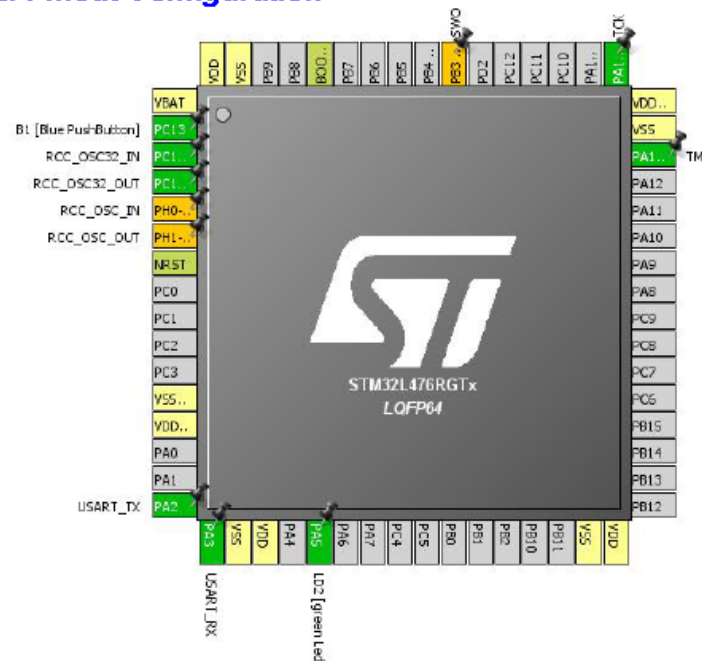 SWO
TCK
VDD
VSS
PB9
PB8
BOO..
PB7
PB6
PB5
PB4..
PB3..
PD2
PC12
PC11
PC10
PA1..
PA1..
VBAT
B1 [Blue PushButton] PC13
RCC_OSC32_IN PC1..
RCC_OSC32_OUT PC1..
RCC_OSC_IN PH0-..
RCC_OSC_OUT PH1-..
NRST
PC0
PC1
PC2
PC3
VSS..
VDD..
PA0
PA1
USART_TX PA2
STM32L476RGTx
LQFP64
VDD..
VSS
PA1.. TM
PA12
PA11
PA10
PA9
PA8
PC9
PC8
PC7
PC6
PB15
PB14
PB13
PB12
PA3
VSS
VDD
PA4
PA5
PA6
PA7
PC4
PC5
PB0
PB1
PB2
PB10
PB11
VSS
VDD
USART_RX
LD2 [green Led